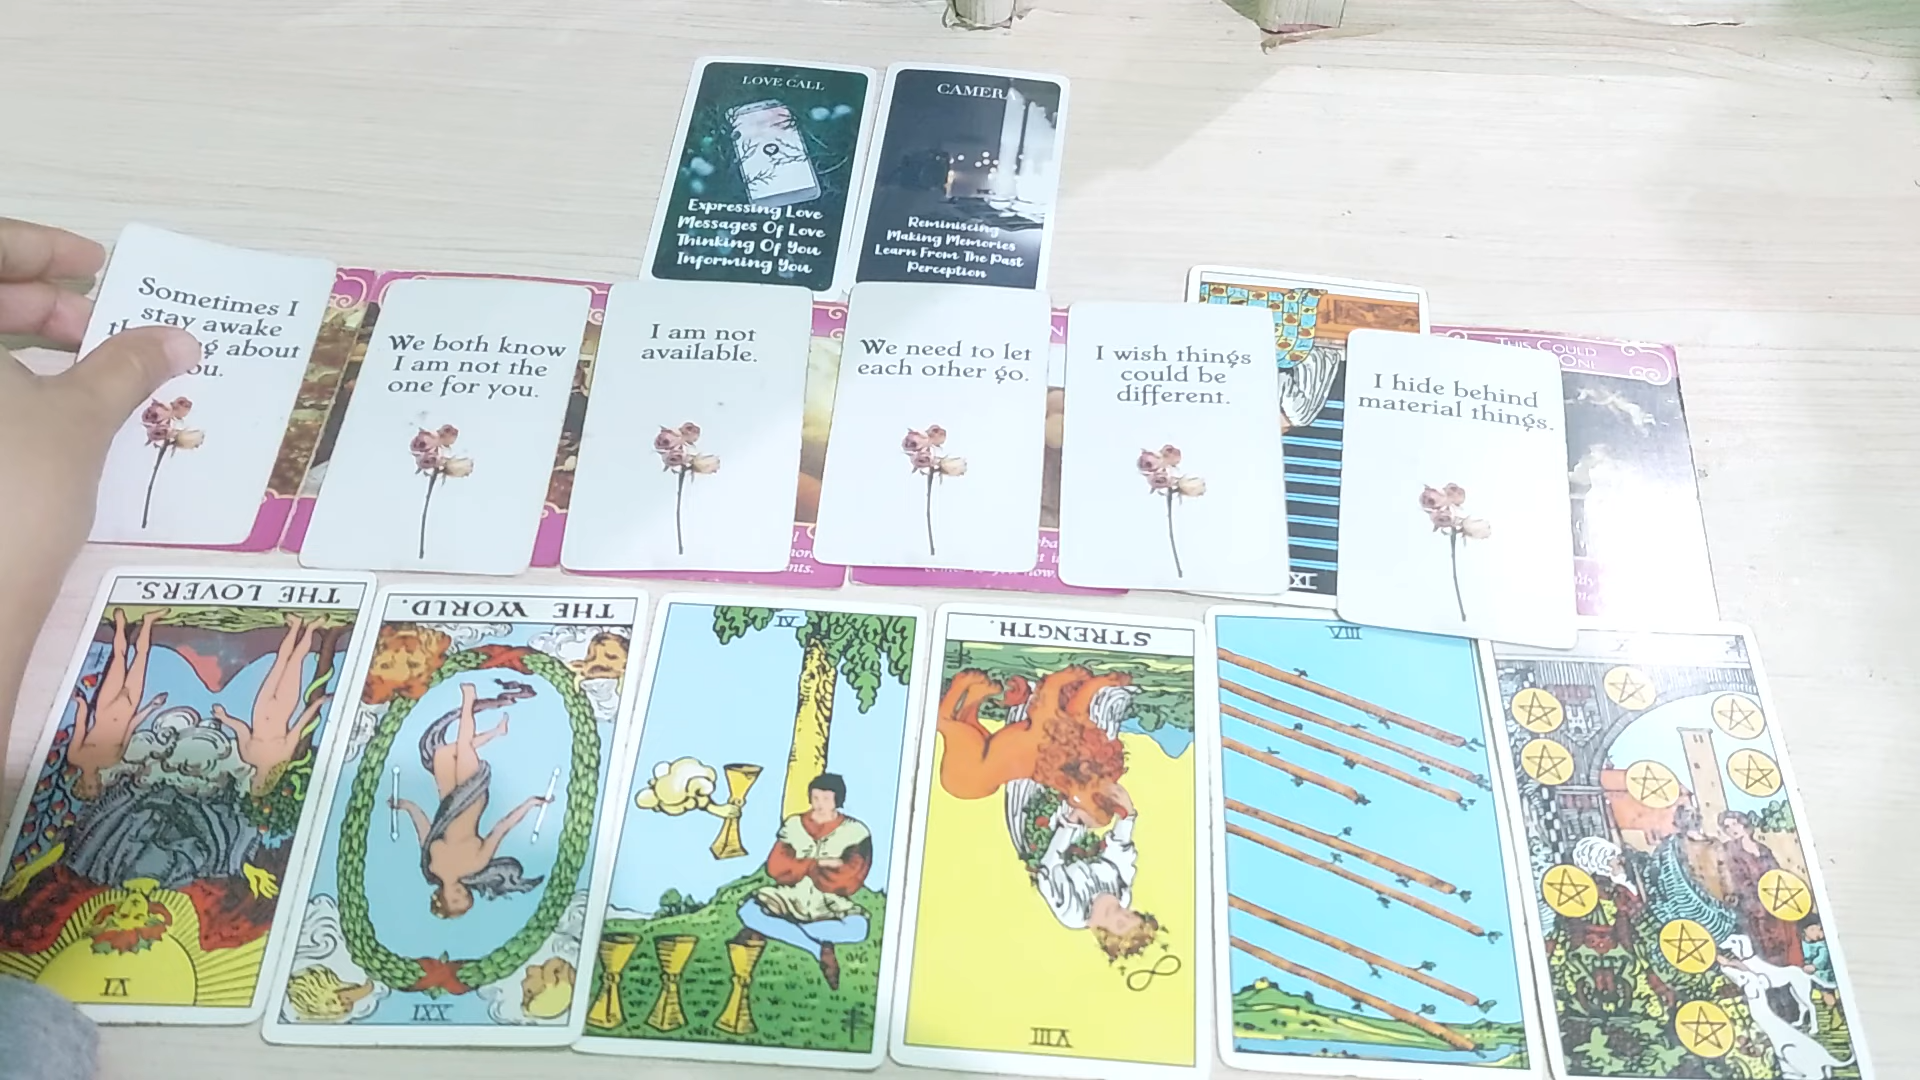 LOVE CALL
Expressing Love
Messages Of Love
Thinking Of You
Informing You
CAMERA
Reminiscing
Making Memories
Learn From The Past
Perception
Sometimes I
stay awake
about
We both know
I am not the
one for you.
I am not
available.
We need to let
each other go.
I wish things
could be
different.
I hide behind
material things.
THIS COULD
IX
THE LOVERS.
VI
THE WORLD.
XXI
IV
STRENGTH.
VIII
VIII
X